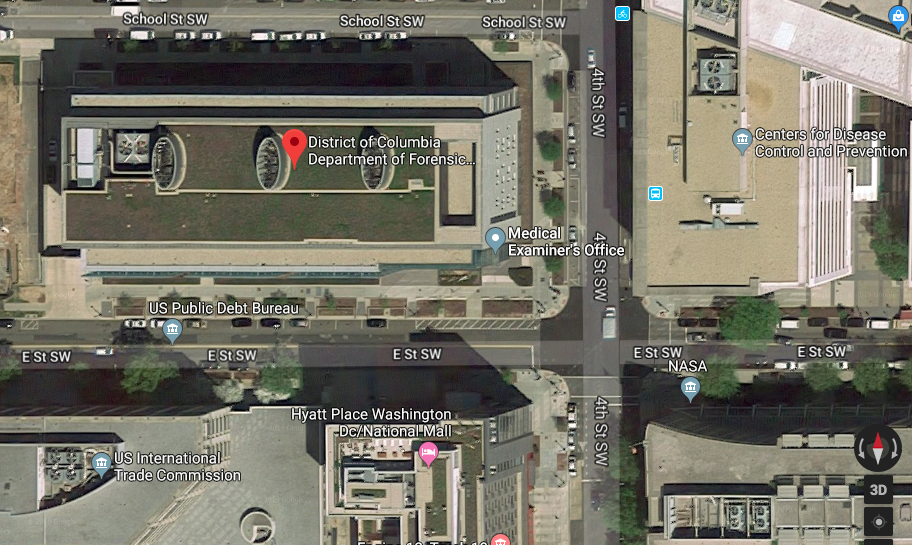 School St SW
School St SW
School St SW
4th St SW
District of Columbia
Department of Forensic...
Centers for Disease
Control and Prevention
Medical
Examiner's Office
4th St SW
US Public Debt Bureau
E St SW
E St SW
E St SW
E St SW
E St SW
NASA
4th St SW
Hyatt Place Washington
Dc/National Mall
US International
Trade Commission
3D